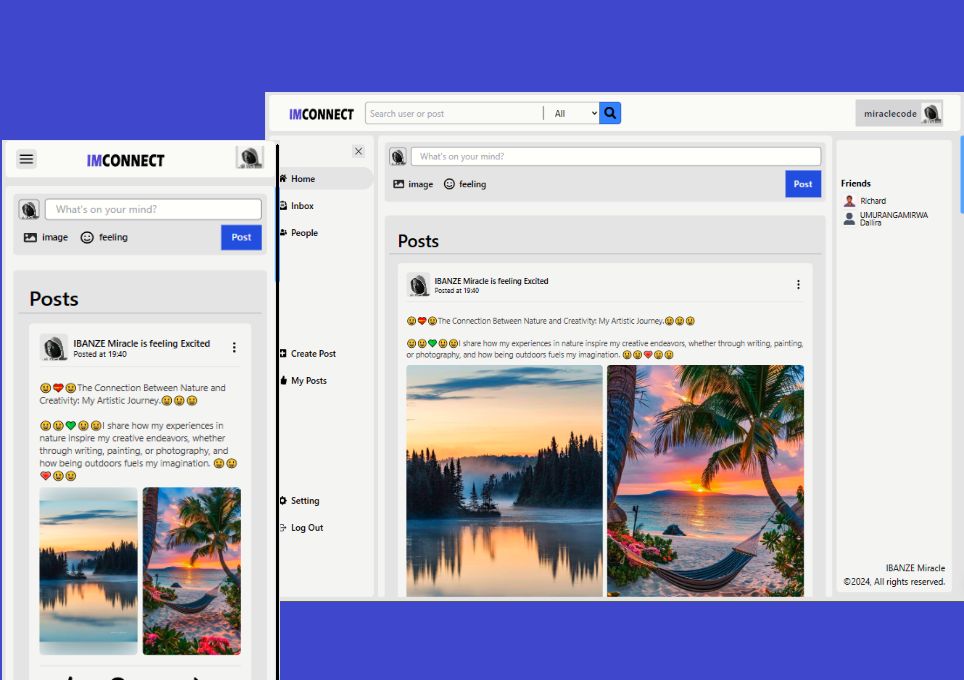 IMCONNECT
Search user or post
All
miraclecode
Home
Inbox
People
Create Post
My Posts
Setting
Log Out
What's on your mind?
image
feeling
Post
Posts
IBANZE Miracle is feeling Excited
Posted at 19:40
The Connection Between Nature and Creativity: My Artistic Journey.
I share how my experiences in nature inspire my creative endeavors, whether through writing, painting,
or photography, and how being outdoors fuels my imagination.
Friends
Richard
UMURANGAMIRWA
Dalira
IBANZE Miracle
©2024, All rights reserved.
IMCONNECT
What's on your mind?
image
feeling
Post
Posts
IBANZE Miracle is feeling Excited
Posted at 19:40
The Connection Between Nature and
Creativity: My Artistic Journey.
I share how my experiences in
nature inspire my creative endeavors, whether
through writing, painting, or photography, and
how being outdoors fuels my imagination.